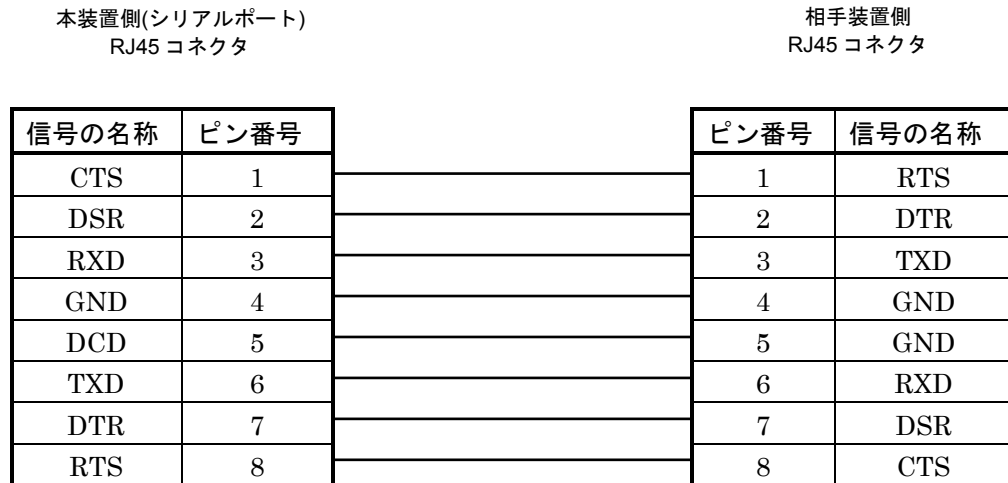 本装置側(シリアルポート) 相手装置側
RJ45 コネクタ RJ45 コネクタ
信号の名称 ピン番号 ピン番号 信号の名称
CTS 1 1 RTS
DSR 2 2 DTR
RXD 3 3 TXD
GND 4 4 GND
DCD 5 5 GND
TXD 6 6 RXD
DTR 7 7 DSR
RTS 8 8 CTS